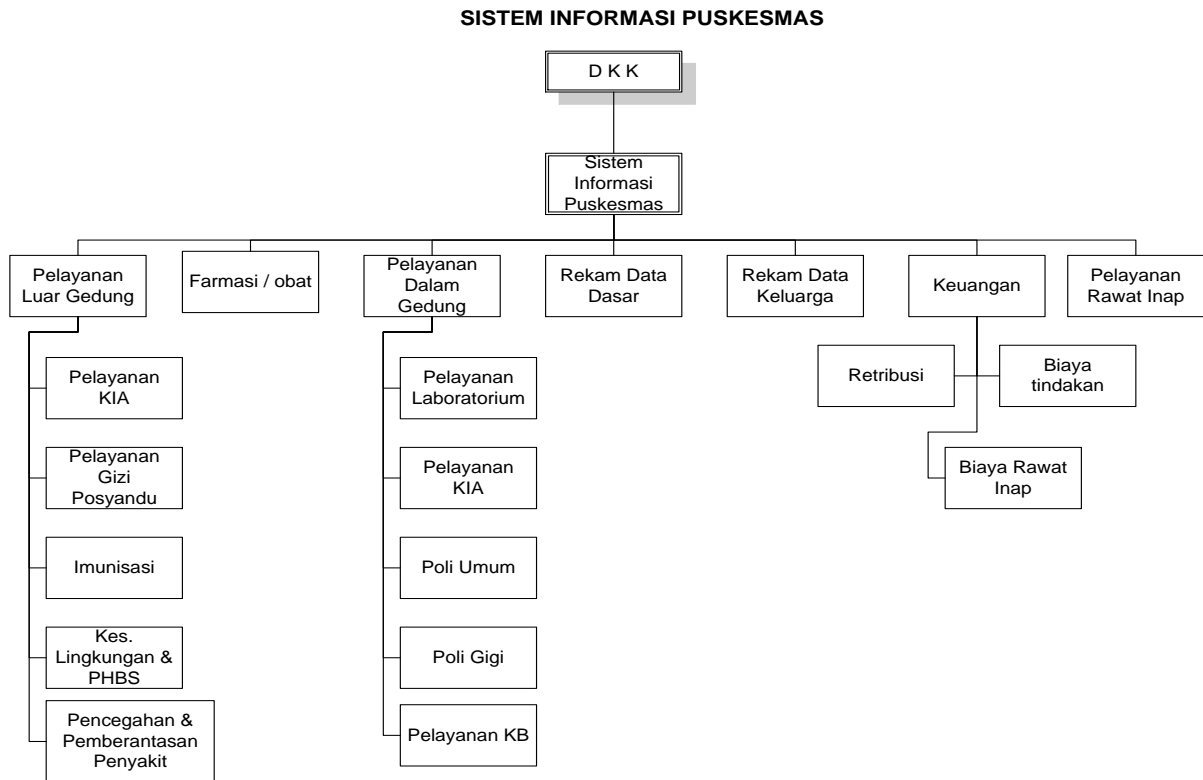 SISTEM INFORMASI PUSKESMAS
D K K
Sistem
Informasi
Puskesmas
Pelayanan
Luar Gedung
Farmasi / obat
Pelayanan
Dalam
Gedung
Rekam Data
Dasar
Rekam Data
Keluarga
Keuangan
Pelayanan
Rawat Inap
Pelayanan
KIA
Pelayanan
Gizi
Posyandu
Imunisasi
Kes.
Lingkungan &
PHBS
Pencegahan &
Pemberantasan
Penyakit
Pelayanan
Laboratorium
Pelayanan
KIA
Poli Umum
Poli Gigi
Pelayanan KB
Retribusi
Biaya
tindakan
Biaya Rawat
Inap